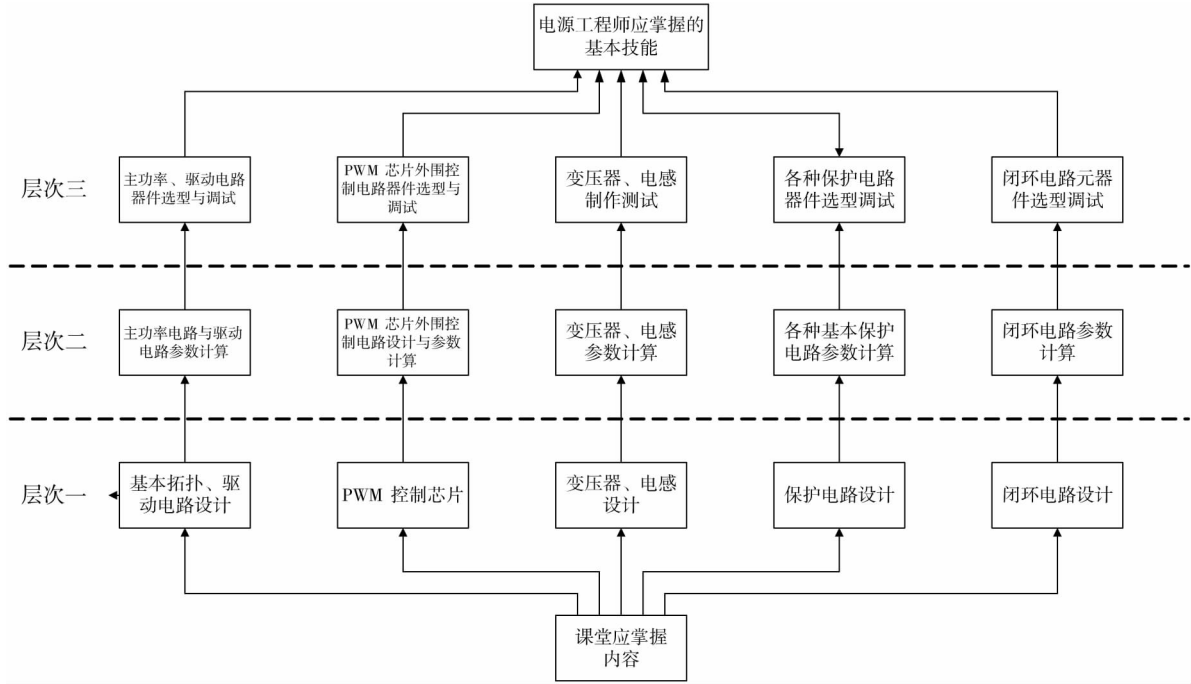 电源工程师应掌握的
基本技能
层次三
主功率、驱动电路
器件选型与调试
PWM 芯片外围控
制电路器件选型与
调试
变压器、电感
制作测试
各种保护电路
器件选型调试
闭环电路元器
件选型调试
层次二
主功率电路与驱动
电路参数计算
PWM 芯片外围控
制电路设计与参数
计算
变压器、电感
参数计算
各种基本保护
电路参数计算
闭环电路参数
计算
层次一
基本拓扑、驱
动电路设计
PWM 控制芯片
变压器、电感
设计
保护电路设计
闭环电路设计
课堂应掌握
内容